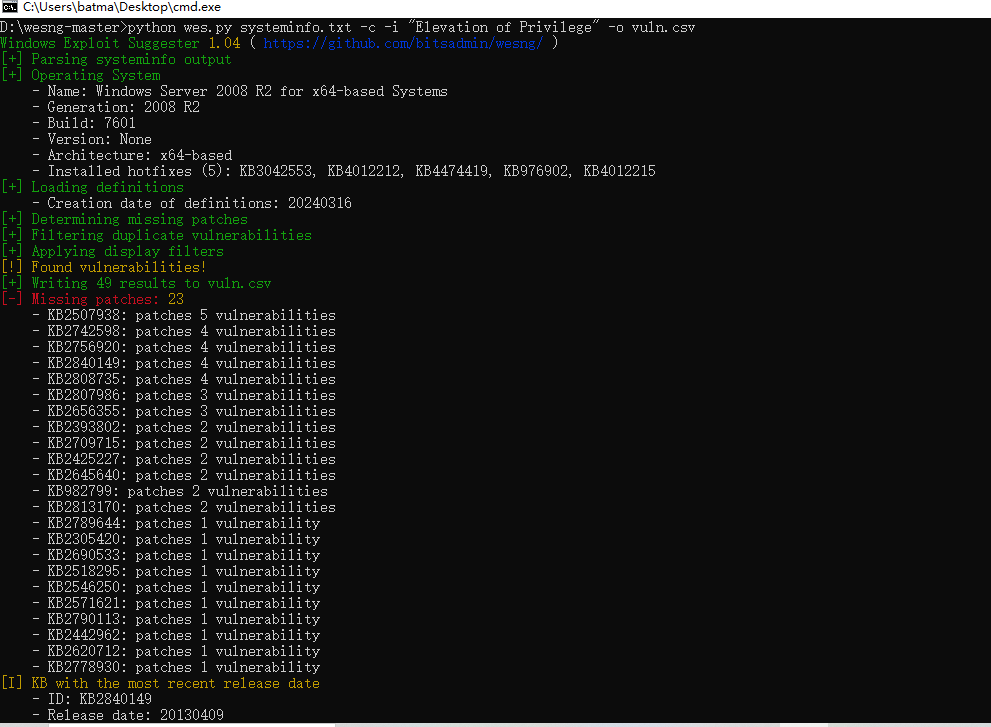 C:\Users\batma\Desktop\cmd.exe
D:\wesng-master>python wes.py systeminfo.txt -c -i "Elevation of Privilege" -o vuln.csv
Windows Exploit Suggester 1.04 ( https://github.com/bitsadmin/wesng/ )
[+] Parsing systeminfo output
[+] Operating System
    - Name: Windows Server 2008 R2 for x64-based Systems
    - Generation: 2008 R2
    - Build: 7601
    - Version: None
    - Architecture: x64-based
    - Installed hotfixes (5): KB3042553, KB4012212, KB4474419, KB976902, KB4012215
[+] Loading definitions
    - Creation date of definitions: 20240316
[+] Determining missing patches
[+] Filtering duplicate vulnerabilities
[+] Applying display filters
[!] Found vulnerabilities!
[+] Writing 49 results to vuln.csv
[-] Missing patches: 23
    - KB2507938: patches 5 vulnerabilities
    - KB2742598: patches 4 vulnerabilities
    - KB2756920: patches 4 vulnerabilities
    - KB2840149: patches 4 vulnerabilities
    - KB2808735: patches 4 vulnerabilities
    - KB2807986: patches 3 vulnerabilities
    - KB2656355: patches 3 vulnerabilities
    - KB2393802: patches 2 vulnerabilities
    - KB2709715: patches 2 vulnerabilities
    - KB2425227: patches 2 vulnerabilities
    - KB2645640: patches 2 vulnerabilities
    - KB982799: patches 2 vulnerabilities
    - KB2813170: patches 2 vulnerabilities
    - KB2789644: patches 1 vulnerability
    - KB2305420: patches 1 vulnerability
    - KB2690533: patches 1 vulnerability
    - KB2518295: patches 1 vulnerability
    - KB2546250: patches 1 vulnerability
    - KB2571621: patches 1 vulnerability
    - KB2790113: patches 1 vulnerability
    - KB2442962: patches 1 vulnerability
    - KB2620712: patches 1 vulnerability
    - KB2778930: patches 1 vulnerability
[I] KB with the most recent release date
    - ID: KB2840149
    - Release date: 20130409